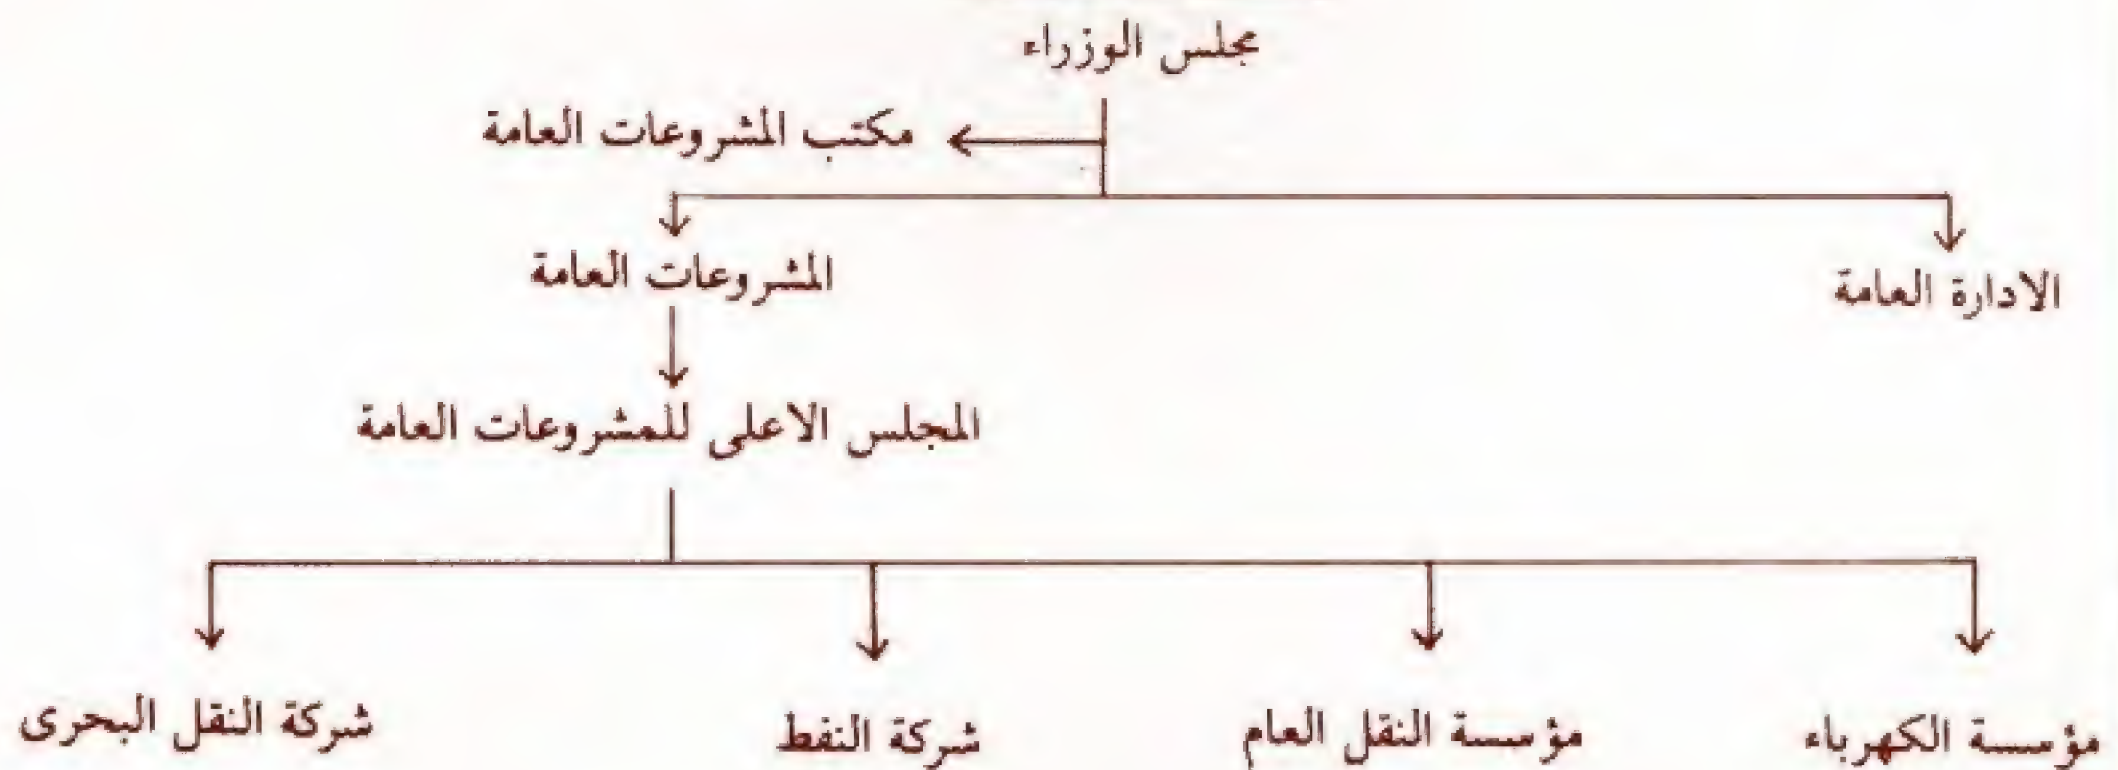 مجلس الوزراء
مكتب المشروعات العامة
المشروعات العامة
الادارة العامة
المجلس الاعلى للمشروعات العامة
مؤسسة الكهرباء
مؤسسة النقل العام
شركة النفط
شركة النقل البحرى